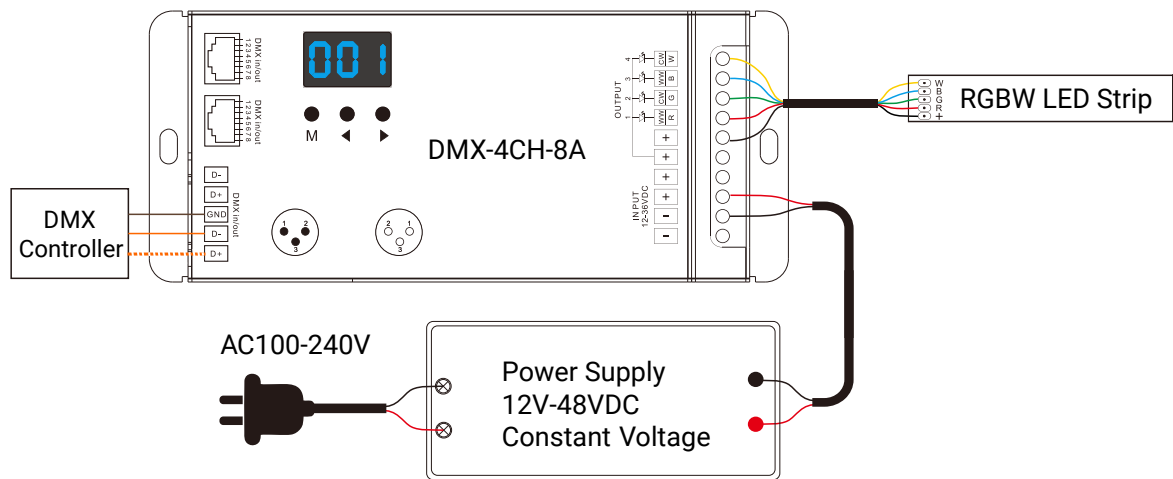 DMX in/out
12345678
DMX in/out
12345678
001
M
DMX-4CH-8A
D-
D+
GND
D-
D+
DMX in/out
1 2
3
2 1
3
OUTPUT
4 CW W
3 WW B
2 CW G
1 WW R
+
+
+
+
-
-
INPUT
12-36VDC
W
B
G
R
+
RGBW LED Strip
DMX
Controller
AC100-240V
Power Supply
12V-48VDC
Constant Voltage